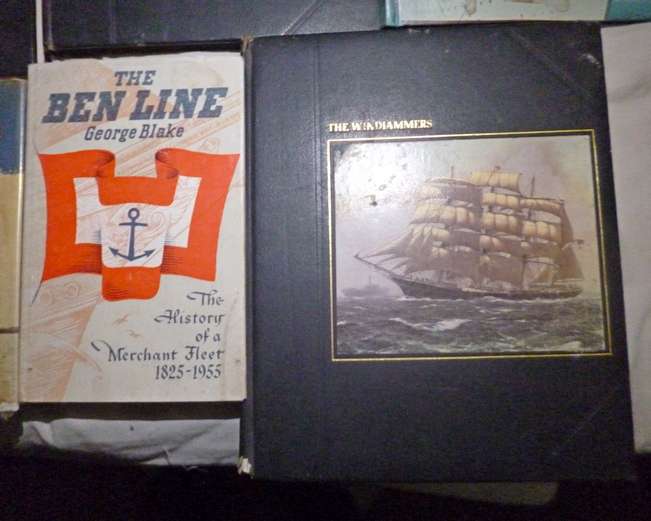 THE
BEN LINE
George Blake
The
History
of a
Merchant Fleet
1825-1955
THE WINDJAMMERS